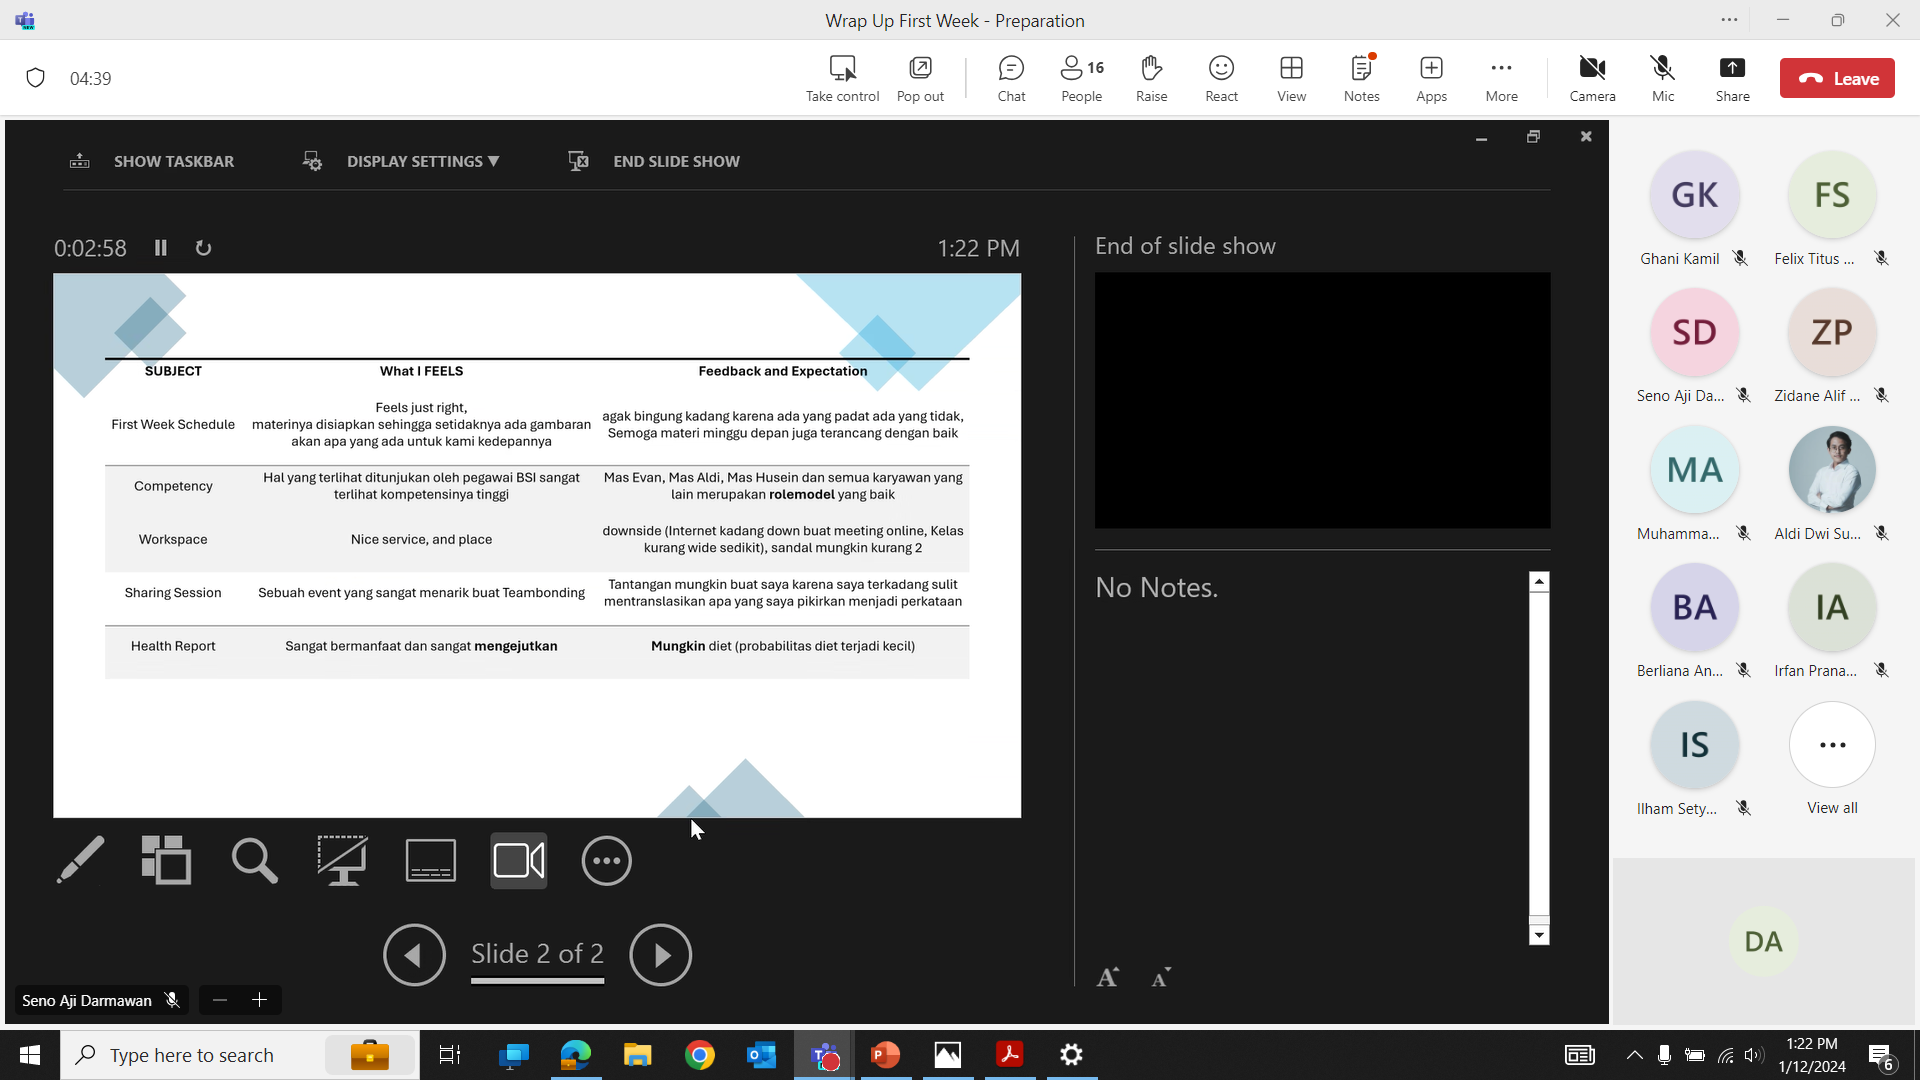 Wrap Up First Week - Preparation
04:39
Take control
Pop out
Chat
16
People
Raise
React
View
Notes
Apps
More
Camera
Mic
Share
Leave
SHOW TASKBAR
DISPLAY SETTINGS ▼
END SLIDE SHOW
0:02:58
1:22 PM
End of slide show
SUBJECT
What I FEELS
Feedback and Expectation
First Week Schedule
Feels just right,
materinya disiapkan sehingga setidaknya ada gambaran
akan apa yang ada untuk kami kedepannya
agak bingung kadang karena ada yang padat ada yang tidak,
Semoga materi minggu depan juga terancang dengan baik
Competency
Hal yang terlihat ditunjukan oleh pegawai BSI sangat
terlihat kompetensinya tinggi
Mas Evan, Mas Aldi, Mas Husein dan semua karyawan yang
lain merupakan rolemodel yang baik
Workspace
Nice service, and place
downside (Internet kadang down buat meeting online, Kelas
kurang wide sedikit), sandal mungkin kurang 2
Sharing Session
Sebuah event yang sangat menarik buat Teambonding
Tantangan mungkin buat saya karena saya terkadang sulit
mentranslasikan apa yang saya pikirkan menjadi perkataan
Health Report
Sangat bermanfaat dan sangat mengejutkan
Mungkin diet (probabilitas diet terjadi kecil)
No Notes.
Slide 2 of 2
A
A
Seno Aji Darmawan
GK
Ghani Kamil
FS
Felix Titus ...
SD
Seno Aji Da...
ZP
Zidane Alif ...
MA
Muhamma...
Aldi Dwi Su...
BA
Berliana An...
IA
Irfan Prana...
IS
Ilham Sety...
View all
DA
Type here to search
1:22 PM
1/12/2024
6